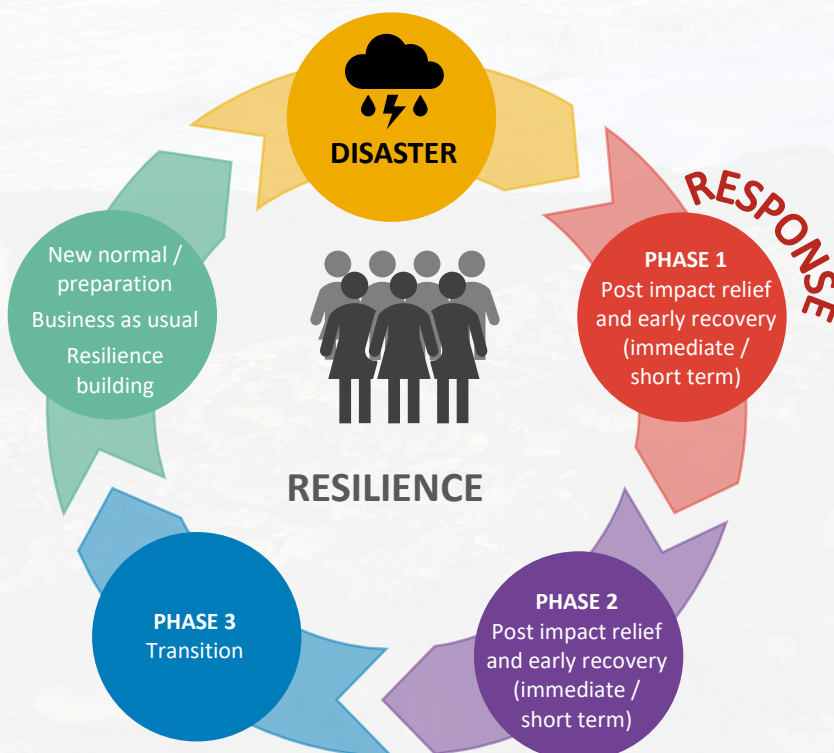 DISASTER
RESPONSE
PHASE 1
Post impact relief
and early recovery
(immediate /
short term)
PHASE 2
Post impact relief
and early recovery
(immediate /
short term)
PHASE 3
Transition
New normal /
preparation
Business as usual
Resilience
building
RESILIENCE